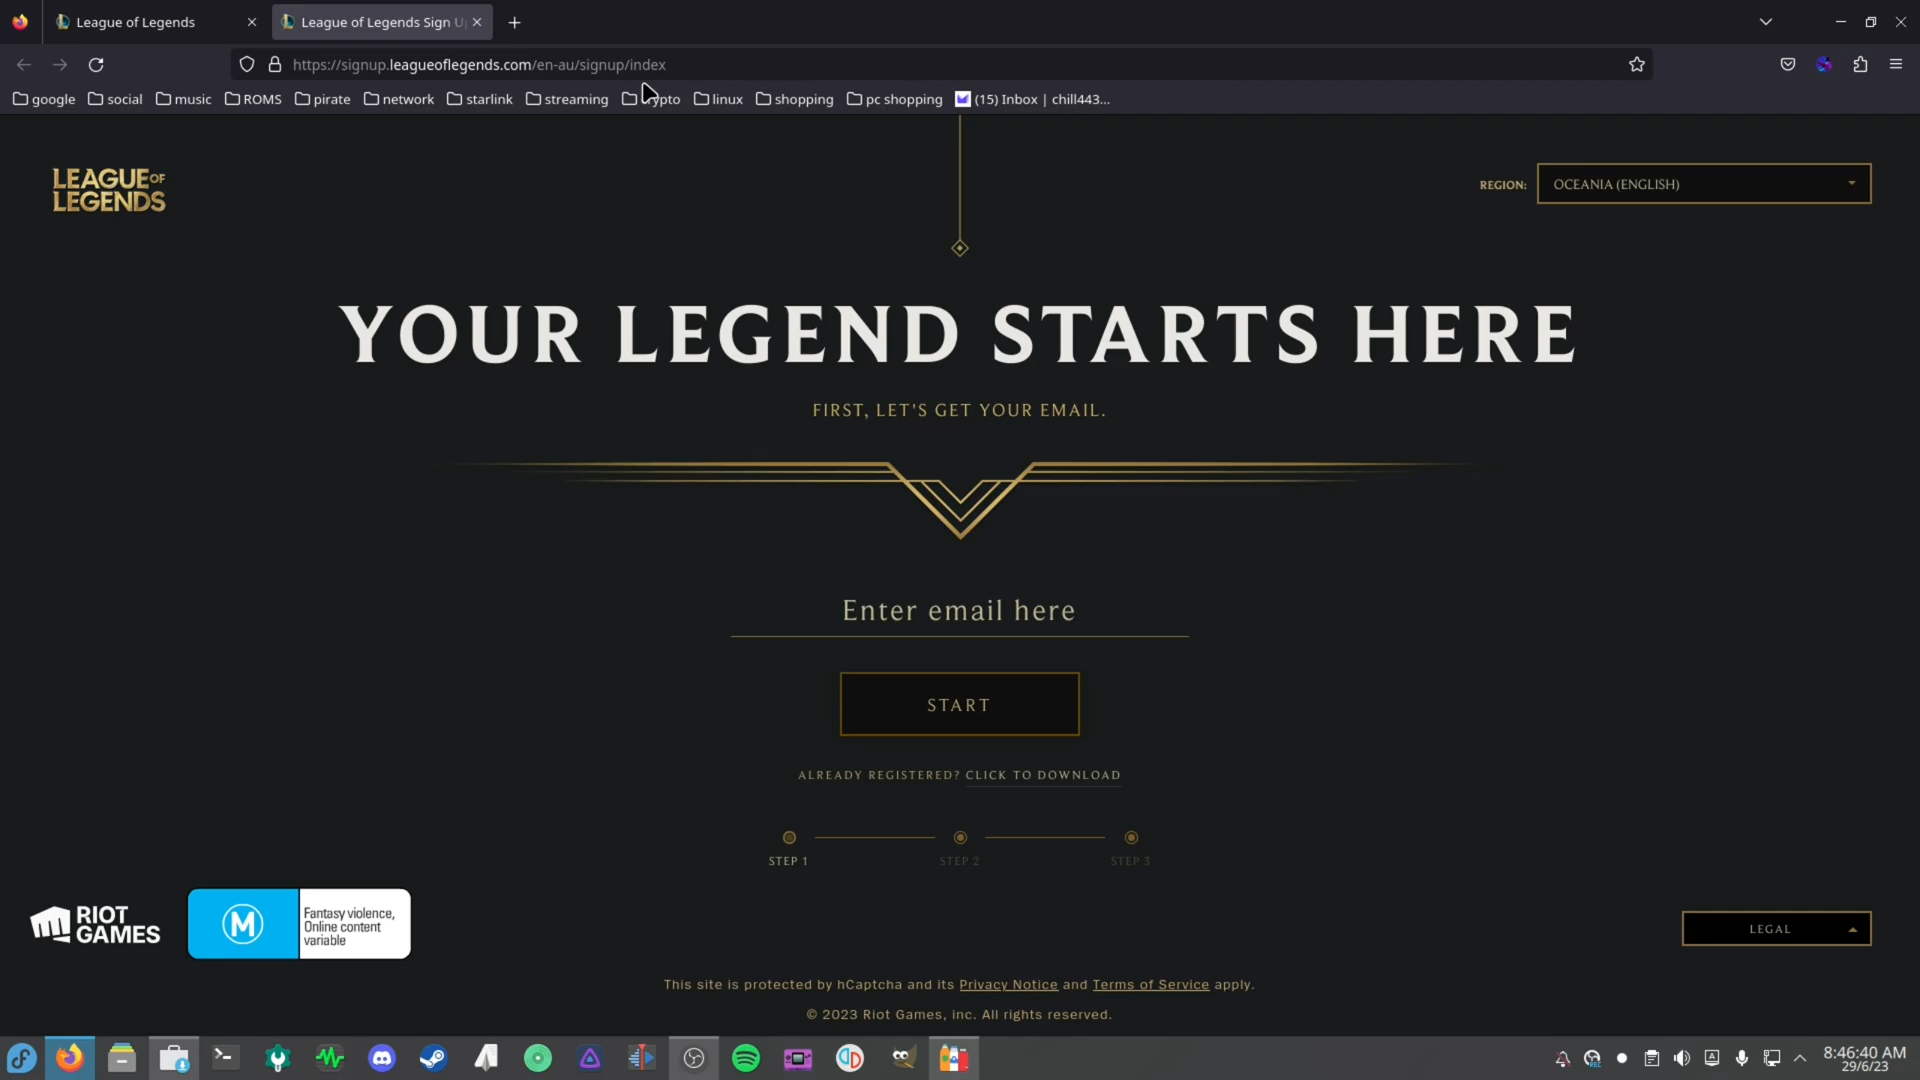 League of Legends
League of Legends Sign U
https://signup.leagueoflegends.com/en-au/signup/index
google
social
music
ROMS
pirate
network
starlink
streaming
crypto
linux
shopping
pc shopping
(15) Inbox | chill443...
LEAGUE OF
LEGENDS
REGION:
OCEANIA (ENGLISH)
YOUR LEGEND STARTS HERE
FIRST, LET'S GET YOUR EMAIL.
Enter email here
START
ALREADY REGISTERED? CLICK TO DOWNLOAD
STEP 1
STEP 2
STEP 3
RIOT
GAMES
M
Fantasy violence,
Online content
variable
LEGAL
This site is protected by hCaptcha and its Privacy Notice and Terms of Service apply.
© 2023 Riot Games, inc. All rights reserved.
8:46:40 AM
29/6/23